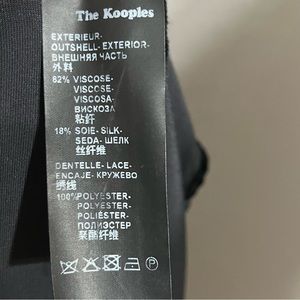 The Kooples
EXTERIEUR-
OUTSHELL- EXTERIOR-
ВНЕШНЯЯ ЧАСТЬ
外料
82% VISCOSE-
VISCOSE-
VISCOSA-
ВИСКОЗА
粘纤
18% SOIE- SILK-
SEDA- ШЕЛК
丝纤维
DENTELLE- LACE-
ENCAJE- КРУЖЕВО
绣线
100%POLYESTER-
POLYESTER-
POLIÉSTER-
ПОЛИЭСТЕР
聚酯纤维
P